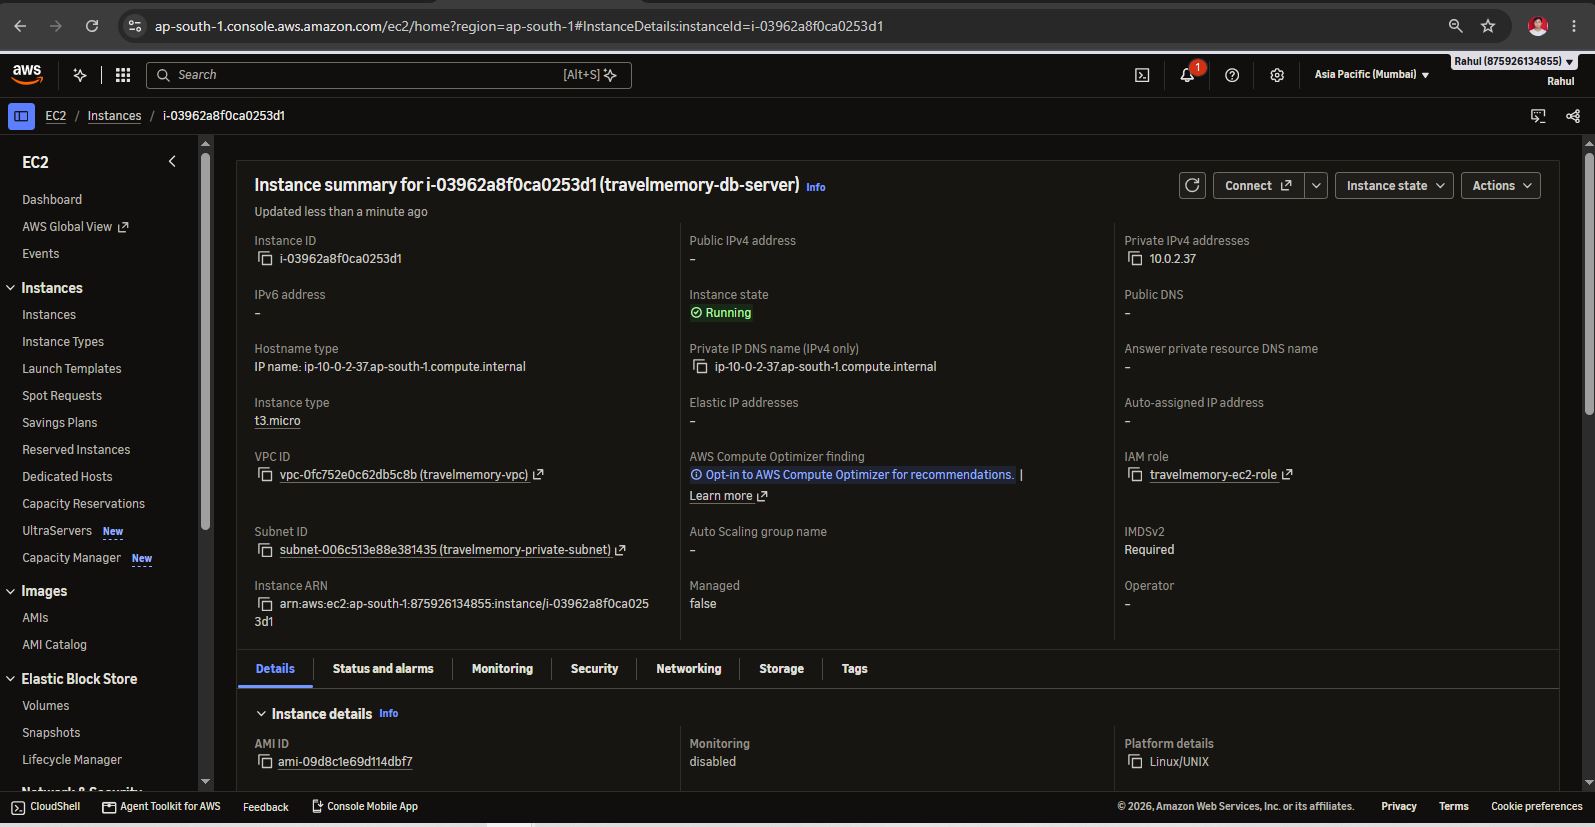 ap-south-1.console.aws.amazon.com/ec2/home?region=ap-south-1#InstanceDetails:instanceId=i-03962a8f0ca0253d1
aws
Search
[Alt+S]
1
Asia Pacific (Mumbai)
Rahul (875926134855)
Rahul
EC2 / Instances / i-03962a8f0ca0253d1
EC2
Dashboard
AWS Global View
Events
Instances
Instances
Instance Types
Launch Templates
Spot Requests
Savings Plans
Reserved Instances
Dedicated Hosts
Capacity Reservations
UltraServers New
Capacity Manager New
Images
AMIs
AMI Catalog
Elastic Block Store
Volumes
Snapshots
Lifecycle Manager
Network & Security
Instance summary for i-03962a8f0ca0253d1 (travelmemory-db-server) Info
Updated less than a minute ago
Connect
Instance state
Actions
Instance ID
i-03962a8f0ca0253d1
Public IPv4 address
–
Private IPv4 addresses
10.0.2.37
IPv6 address
–
Instance state
Running
Public DNS
–
Hostname type
IP name: ip-10-0-2-37.ap-south-1.compute.internal
Private IP DNS name (IPv4 only)
ip-10-0-2-37.ap-south-1.compute.internal
Answer private resource DNS name
–
Instance type
t3.micro
Elastic IP addresses
–
Auto-assigned IP address
–
VPC ID
vpc-0fc752e0c62db5c8b (travelmemory-vpc)
AWS Compute Optimizer finding
Opt-in to AWS Compute Optimizer for recommendations. |
Learn more
IAM role
travelmemory-ec2-role
Subnet ID
subnet-006c513e88e381435 (travelmemory-private-subnet)
Auto Scaling group name
–
IMDSv2
Required
Instance ARN
arn:aws:ec2:ap-south-1:875926134855:instance/i-03962a8f0ca025
3d1
Managed
false
Operator
–
Details
Status and alarms
Monitoring
Security
Networking
Storage
Tags
Instance details Info
AMI ID
ami-09d8c1e69d114dbf7
Monitoring
disabled
Platform details
Linux/UNIX
CloudShell
Agent Toolkit for AWS
Feedback
Console Mobile App
© 2026, Amazon Web Services, Inc. or its affiliates.
Privacy
Terms
Cookie preferences